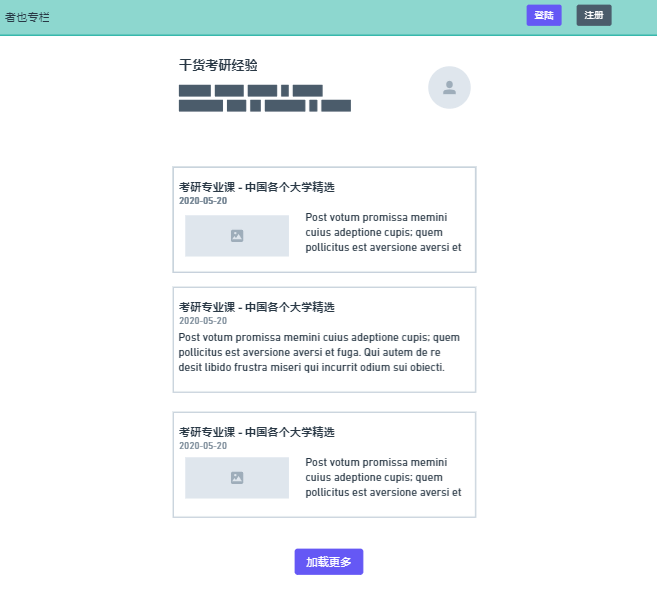 者也专栏
登陆
注册
干货考研经验
考研专业课 - 中国各个大学精选
2020-05-20
Post votum promissa memini
cuius adeptione cupis; quem
pollicitus est aversione aversi et
考研专业课 - 中国各个大学精选
2020-05-20
Post votum promissa memini cuius adeptione cupis; quem
pollicitus est aversione aversi et fuga. Qui autem de re
desit libido frustra miseri qui incurrit odium sui obiecti.
考研专业课 - 中国各个大学精选
2020-05-20
Post votum promissa memini
cuius adeptione cupis; quem
pollicitus est aversione aversi et
加载更多